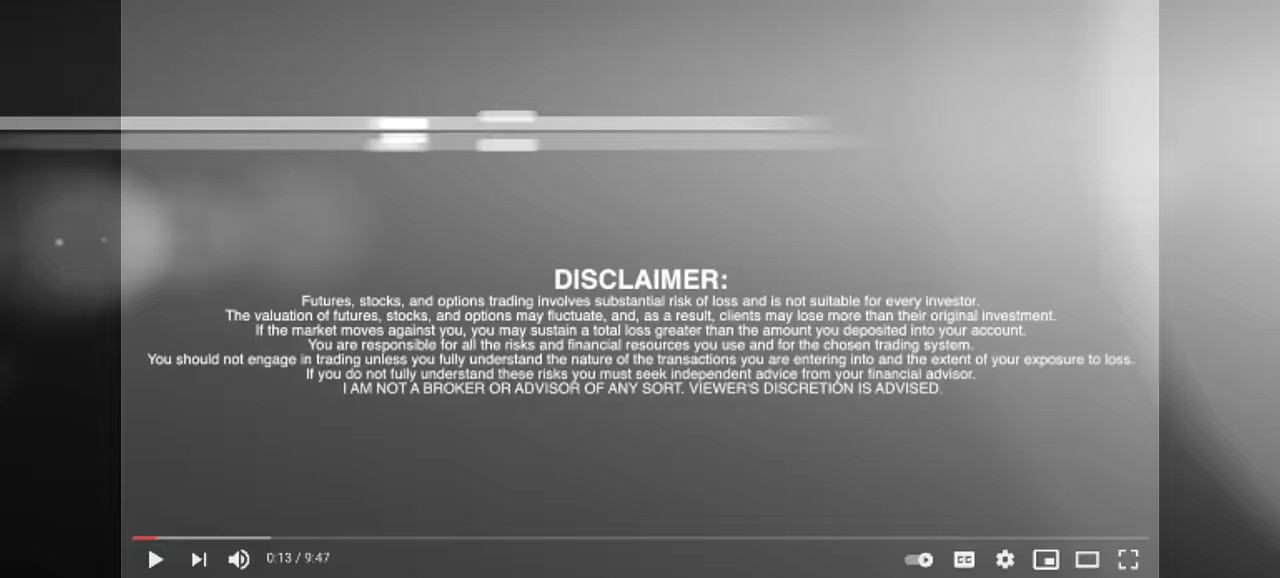 DISCLAIMER:
Futures, stocks, and options trading involves substantial risk of loss and is not suitable for every investor.
The valuation of futures, stocks, and options may fluctuate, and, as a result, clients may lose more than their original investment.
If the market moves against you, you may sustain a total loss greater than the amount you deposited into your account.
You are responsible for all the risks and financial resources you use and for the chosen trading system.
You should not engage in trading unless you fully understand the nature of the transactions you are entering into and the extent of your exposure to loss.
If you do not fully understand these risks you must seek independent advice from your financial advisor.
I AM NOT A BROKER OR ADVISOR OF ANY SORT. VIEWER'S DISCRETION IS ADVISED.
0:13 / 9:47
CC